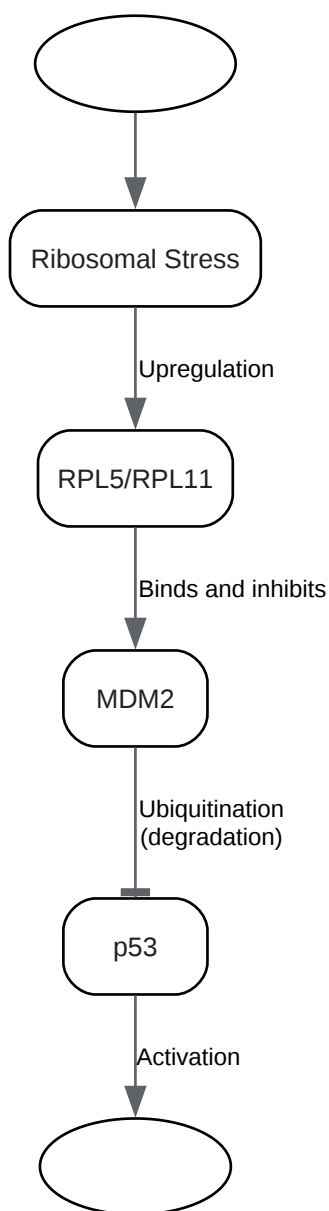 Ribosomal Stress
Upregulation
RPL5/RPL11
Binds and inhibits
MDM2
Ubiquitination
(degradation)
p53
Activation